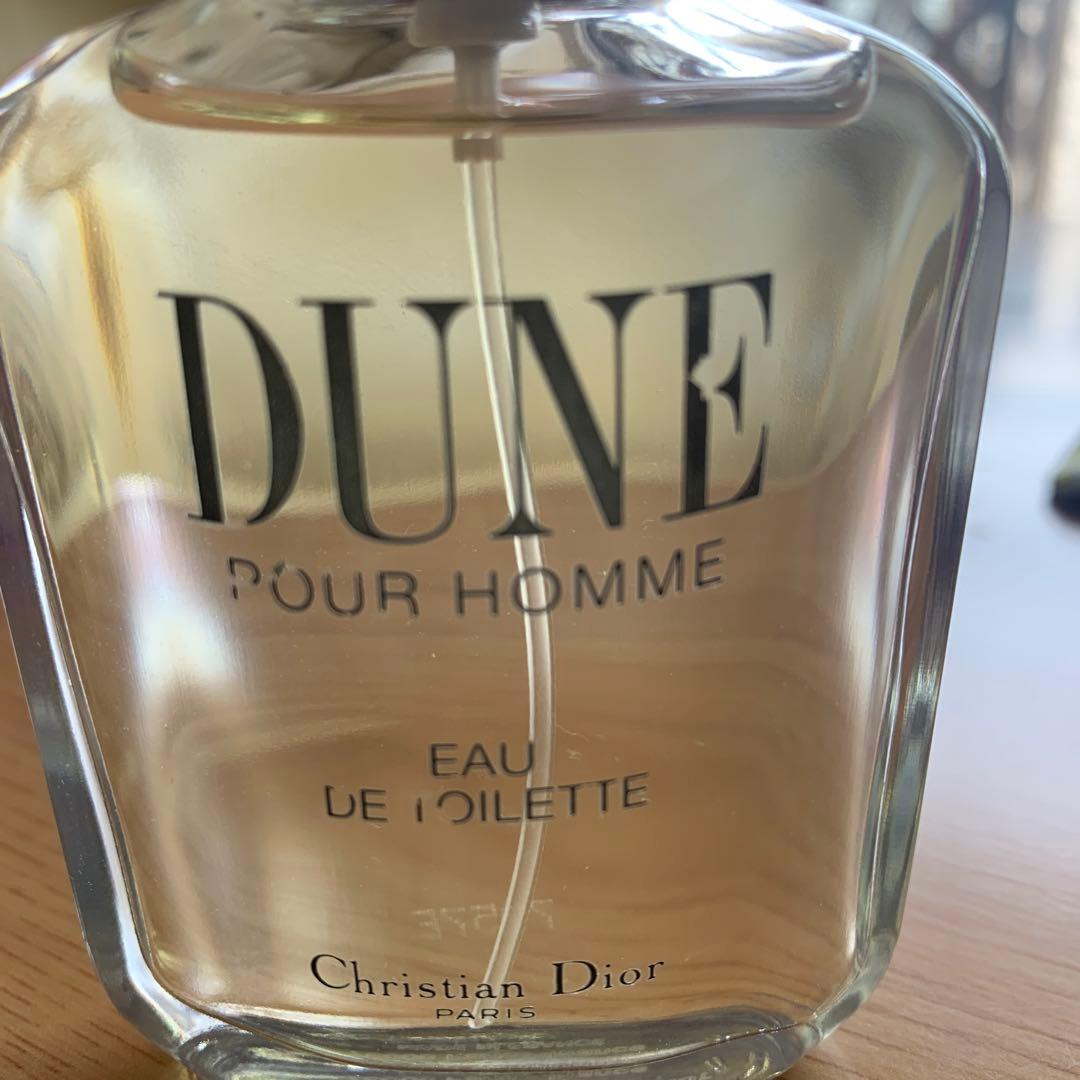 DUNE
POUR HOMME
EAU
DE TOILETTE
Christian Dior
PARIS